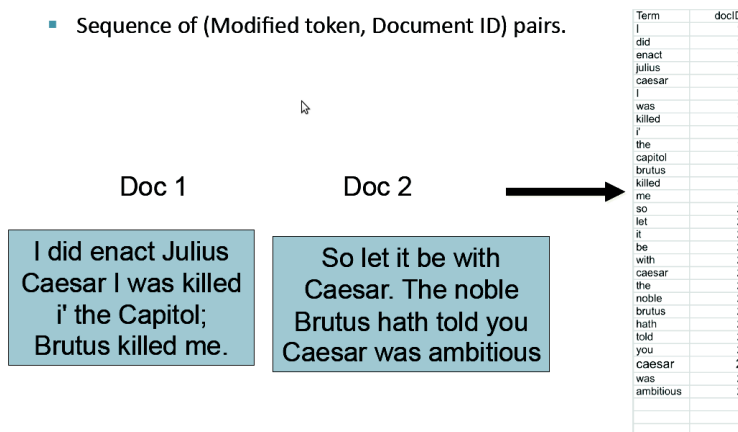 Sequence of (Modified token, Document ID) pairs.
Doc 1
I did enact Julius
Caesar I was killed
i' the Capitol;
Brutus killed me.
Doc 2
So let it be with
Caesar. The noble
Brutus hath told you
Caesar was ambitious
Term docID
I
did
enact
julius
caesar
I
was
killed
i'
the
capitol
brutus
killed
me
so
let
it
be
with
caesar
the
noble
brutus
hath
told
you
caesar
was
ambitious